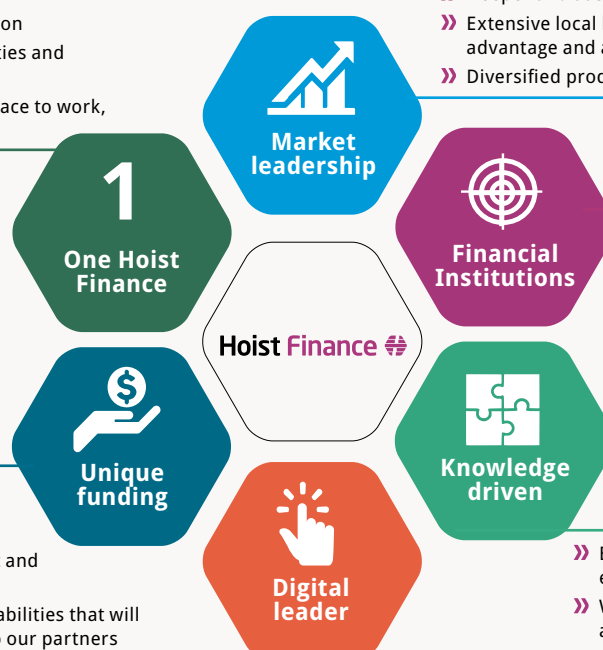 on
ties and
ace to work,
Extensive local
advantage and a
Diversified proc
Market
leadership
1
One Hoist
Finance
Financial
Institutions
Hoist Finance
Unique
funding
Knowledge
driven
Digital
leader
and
abilities that will
our partners
E
e
W
a